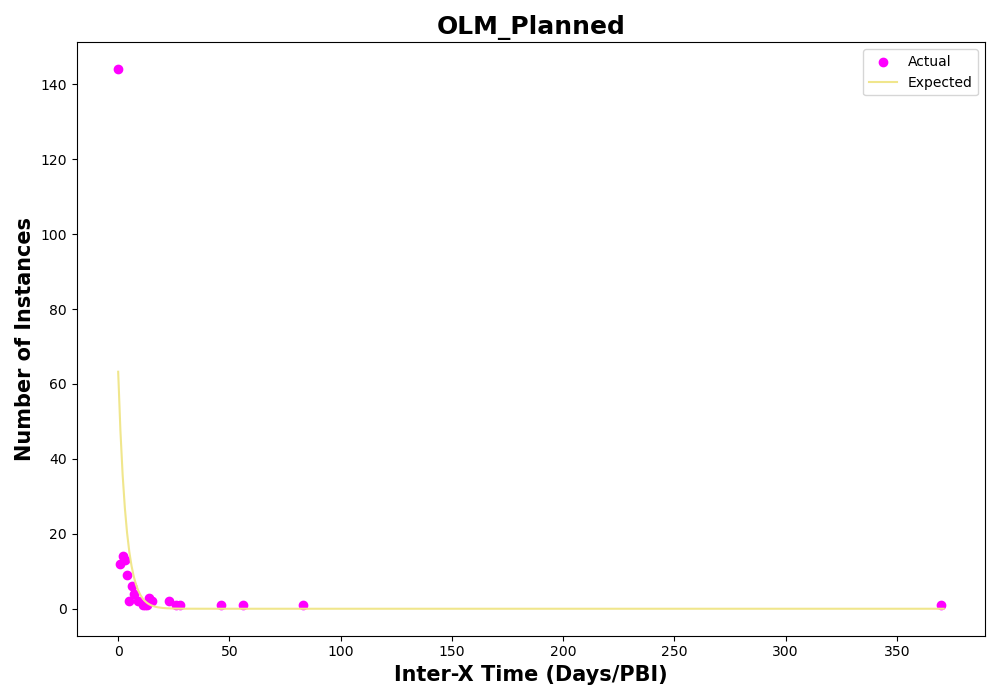 OLM_Planned
Actual
Expected
Number of Instances
140
120
100
80
60
40
20
0
0 50 100 150 200 250 300 350
Inter-X Time (Days/PBI)